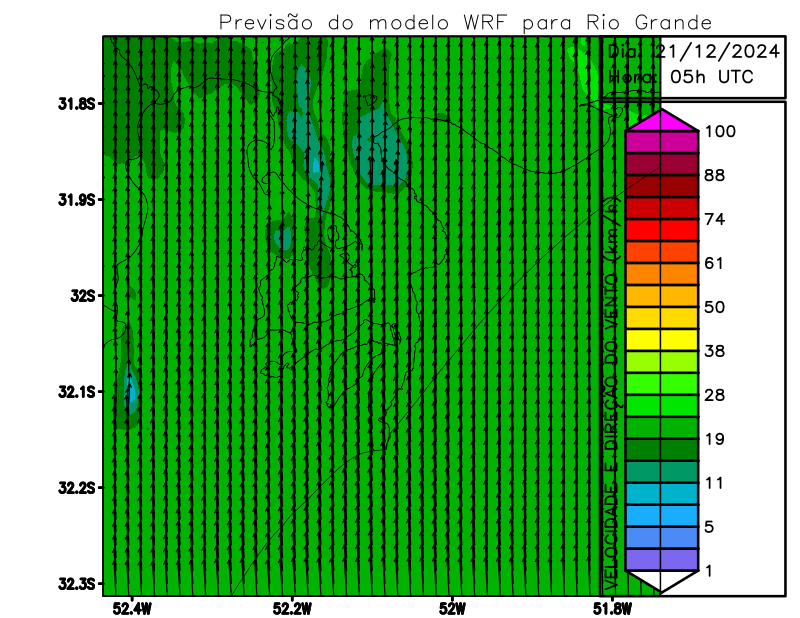 Previsão do modelo WRF para Rio Grande
Dia: 21/12/2024
Hora: 05h UTC
31.8S
31.9S
32S
32.1S
32.2S
32.3S
52.4W
52.2W
52W
51.8W
VELOCIDADE E DIREÇÃO DO VENTO (km/h)
100
88
74
61
50
38
28
19
11
5
1